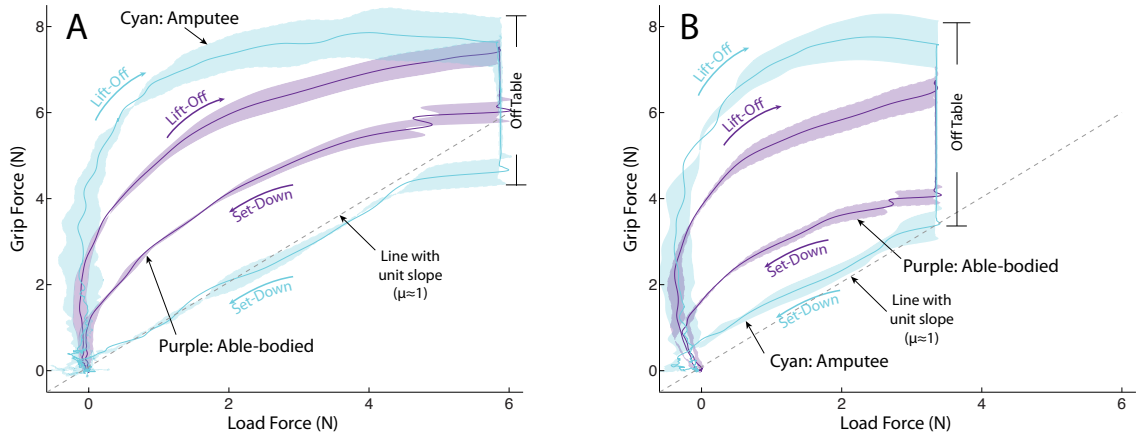 A
Cyan: Amputee
Lift-Off
Lift-Off
Set-Down
Set-Down
Off Table
Line with
unit slope
(μ≈1)
Purple: Able-bodied
Grip Force (N)
8
6
4
2
0
0
2
4
6
Load Force (N)
B
Lift-Off
Lift-Off
Set-Down
Set-Down
Off Table
Purple: Able-bodied
Line with
unit slope
(μ≈1)
Cyan: Amputee
Grip Force (N)
8
6
4
2
0
0
2
4
6
Load Force (N)